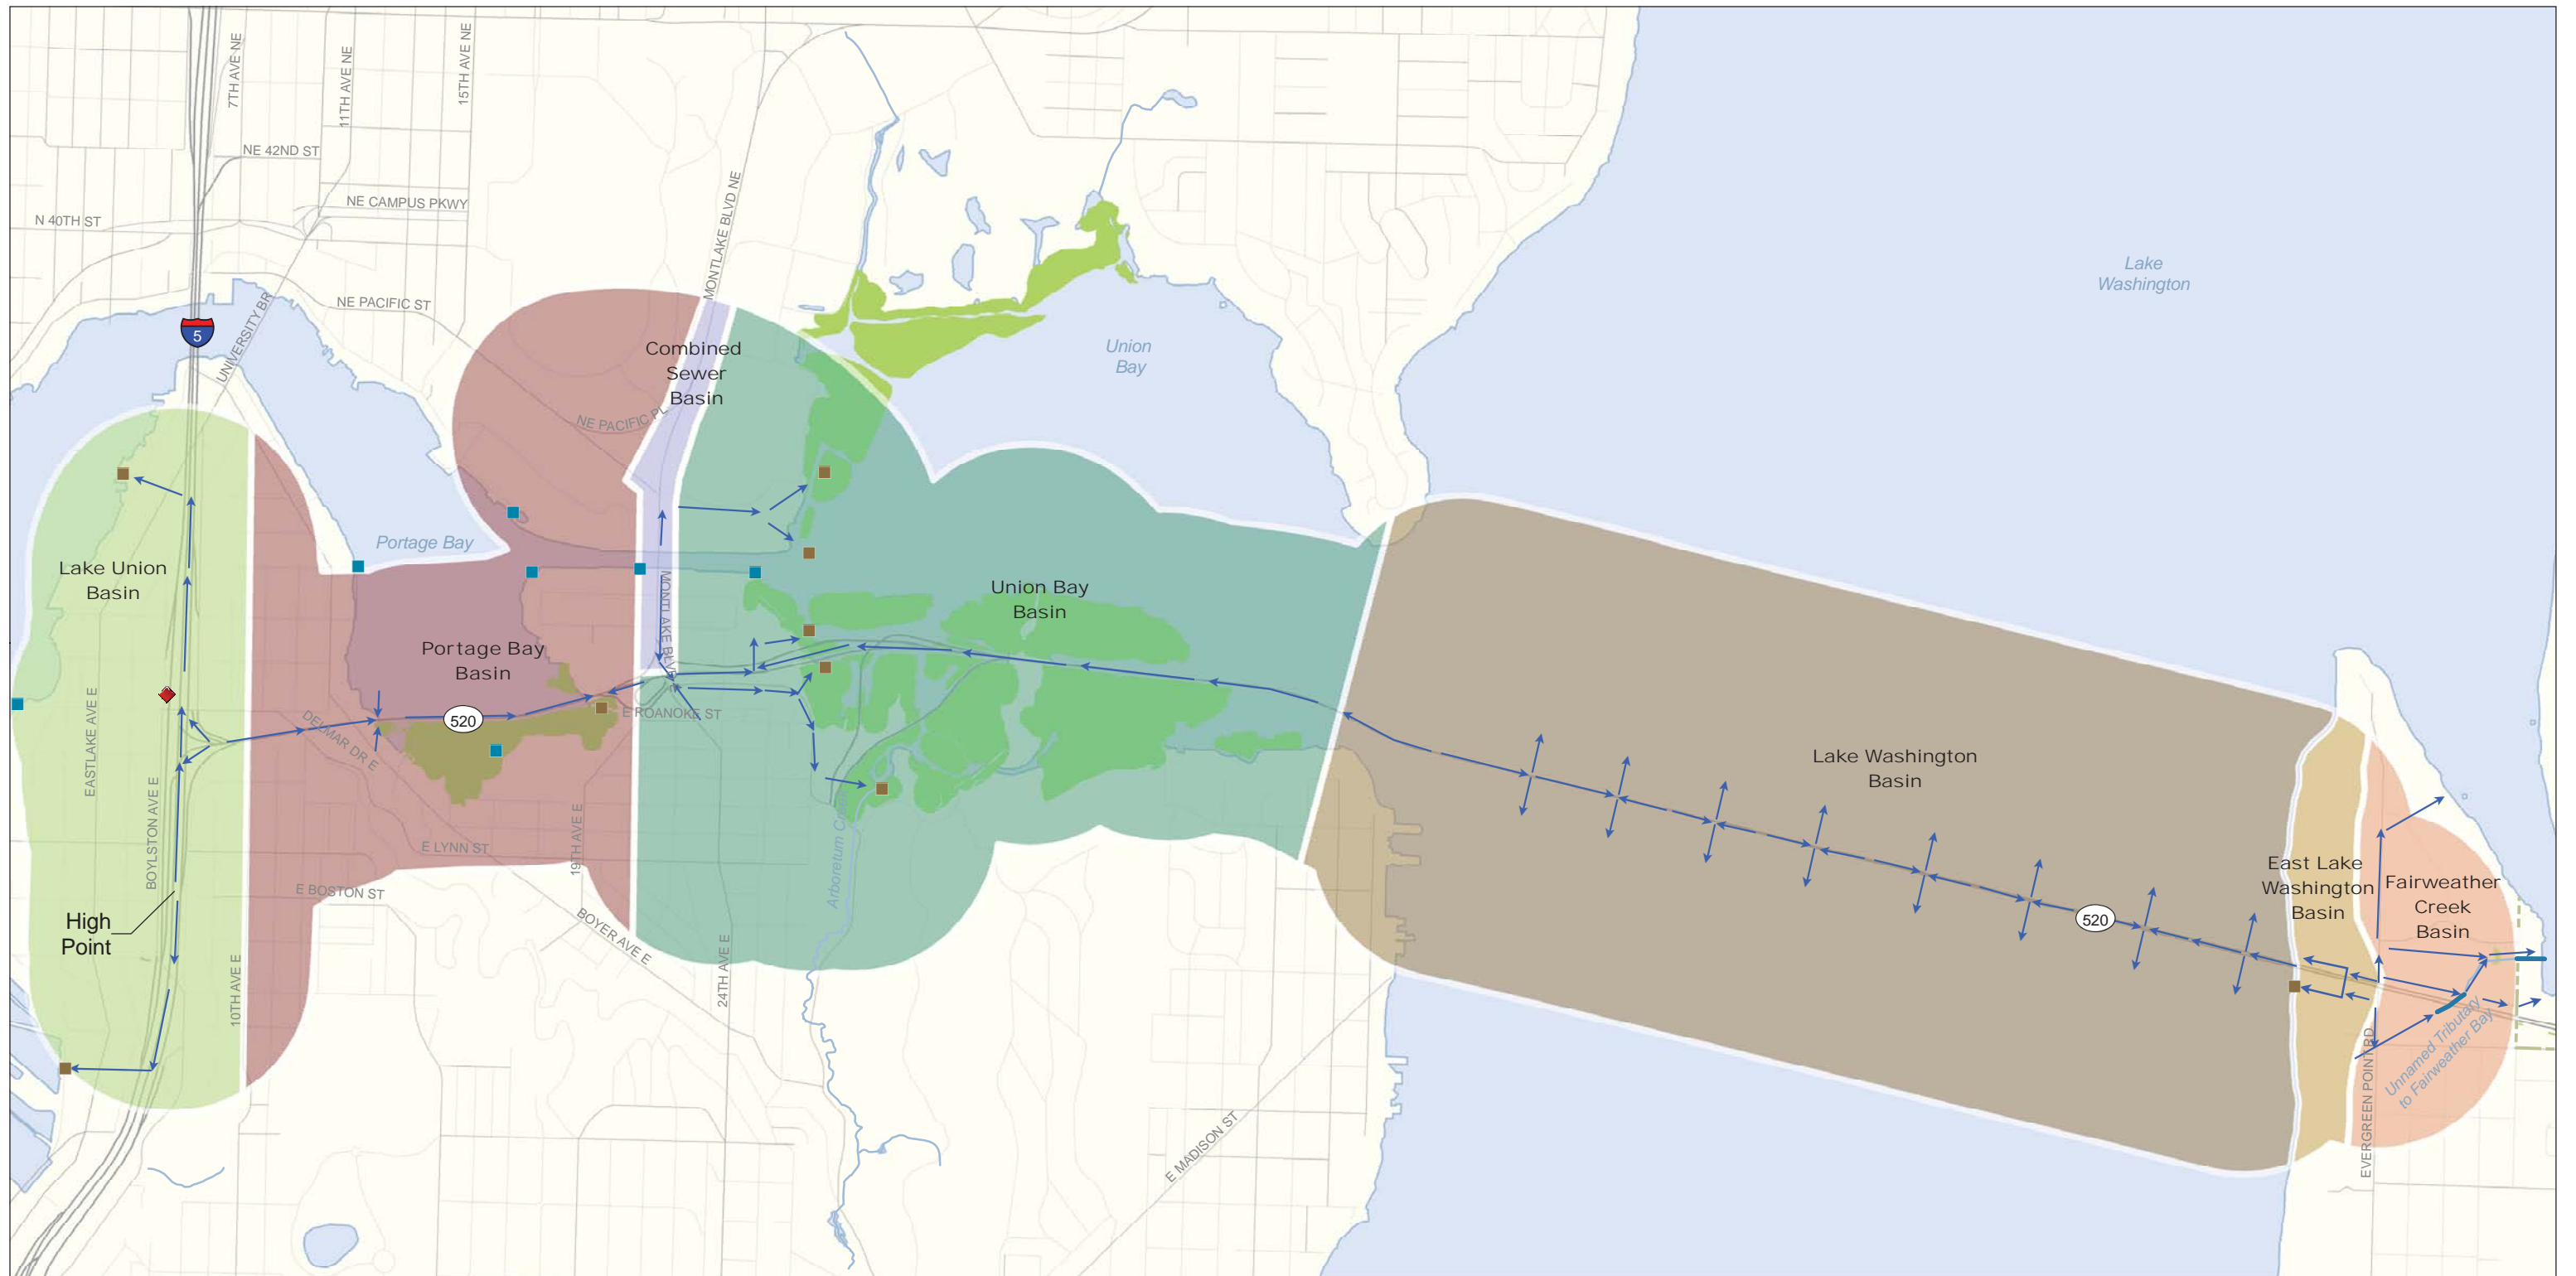 7TH AVE NE
11TH AVE NE
15TH AVE NE
NE 42ND ST
NE CAMPUS PKWY
N 40TH ST
MONTLAKE BLVD NE
Lake
Washington
NE PACIFIC ST
UNIVERSITY BR
5
Combined
Sewer
Basin
Union
Bay
NE PACIFIC PL
Portage Bay
Lake Union
Basin
MONTLAKE BLVD
Union Bay
Basin
Portage Bay
Basin
EASTLAKE AVE E
520
E ROANOKE ST
DELMAR DR E
Lake Washington
Basin
BOYLSTON AVE E
19TH AVE E
E LYNN ST
Arboretum Creek
E BOSTON ST
High
Point
BOYER AVE E
24TH AVE E
10TH AVE E
520
East Lake
Washington
Basin
Fairweather
Creek
Basin
Unnamed Tributary
to Fairweather Bay
EVERGREEN POINT RD
E MADISON ST